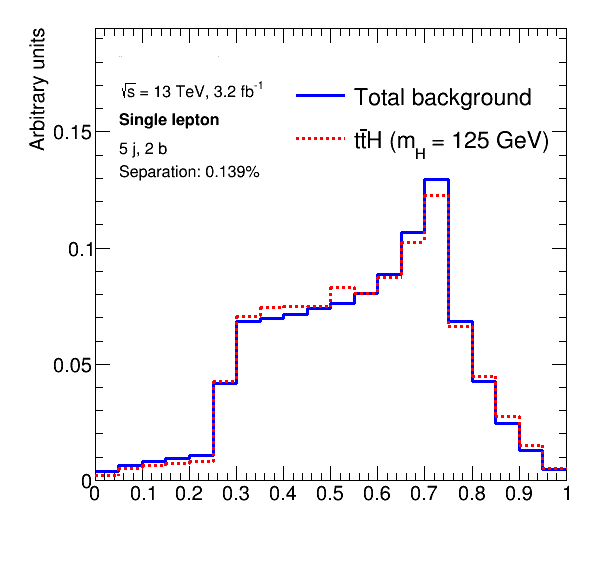 Arbitrary units
√s = 13 TeV, 3.2 fb⁻¹
Single lepton
5 j, 2 b
Separation: 0.139%
Total background
tt̄H (m_H = 125 GeV)
0.15
0.1
0.05
0
0 0.1 0.2 0.3 0.4 0.5 0.6 0.7 0.8 0.9 1